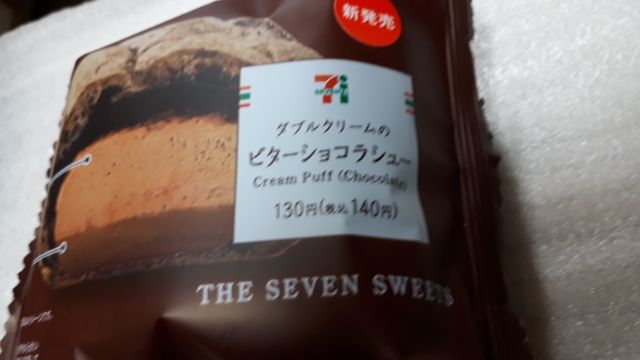 新発売
ダブルクリームの
ビターショコラシュー
Cream Puff (Chocolate)
130円(税込140円)
THE SEVEN SWEETS